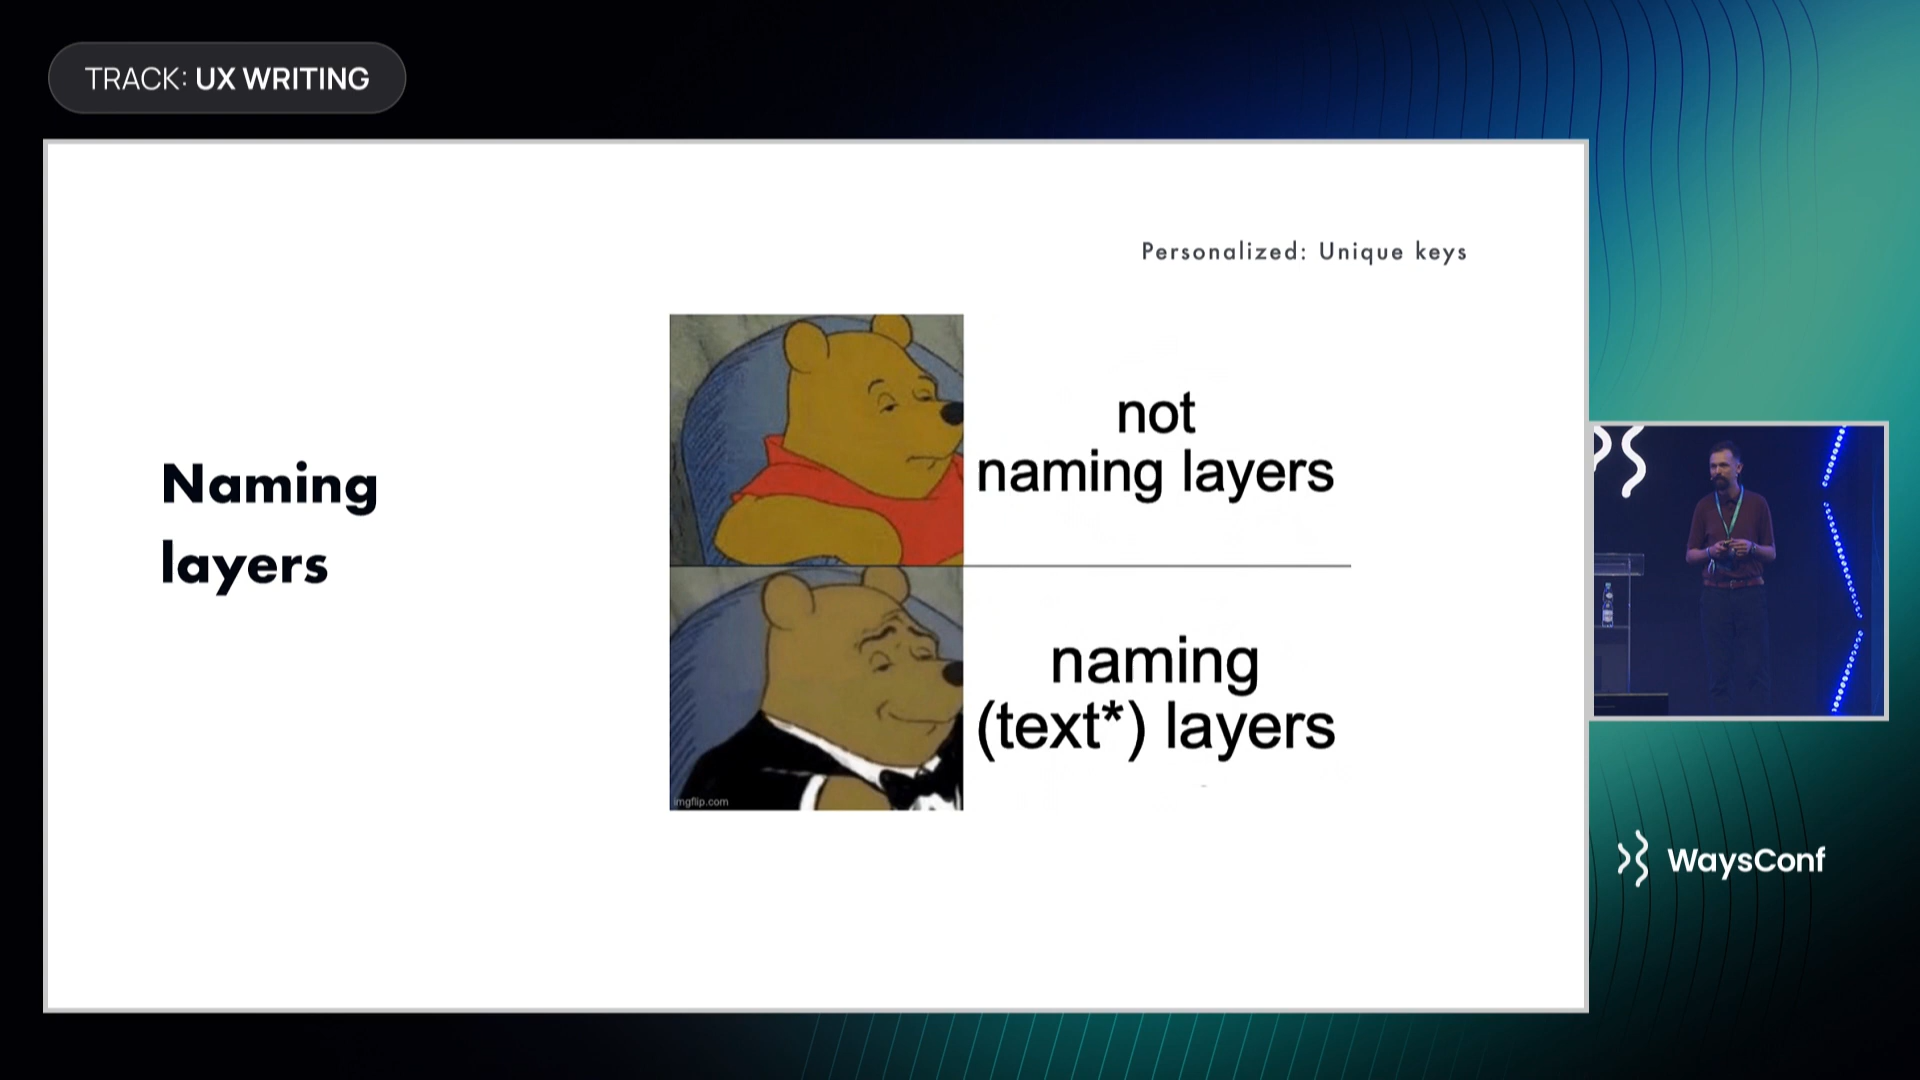 TRACK: UX WRITING
Personalized: Unique keys
Naming
layers
not
naming layers
naming
(text*) layers
imgflip.com
WaysConf